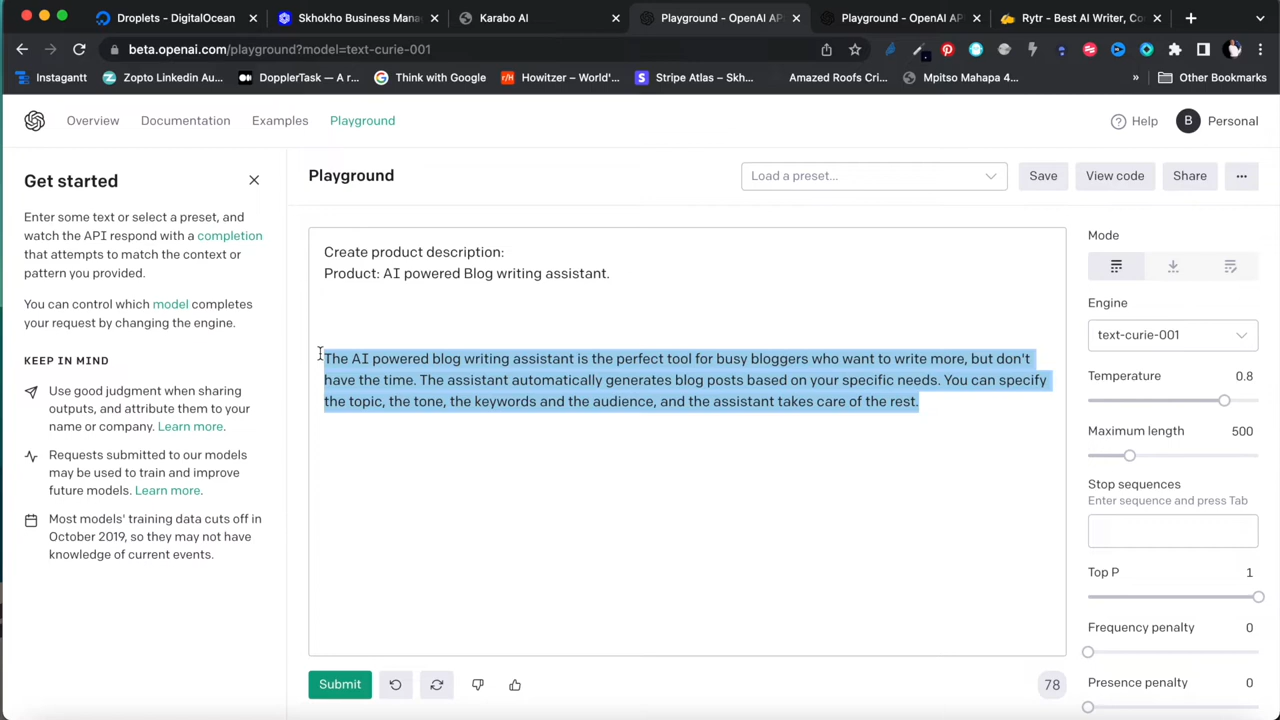 Droplets - DigitalOcean
Skhokho Business Mana
Karabo AI
Playground - OpenAI AP
Playground - OpenAI AP
Rytr - Best AI Writer, Co
beta.openai.com/playground?model=text-curie-001
Instagantt
Zopto Linkedin Au...
DopplerTask — A r...
Think with Google
Howitzer – World'...
Stripe Atlas – Skh...
Amazed Roofs Cri...
Mpitso Mahapa 4...
»
Other Bookmarks
Overview
Documentation
Examples
Playground
Help
B
Personal
Get started
Enter some text or select a preset, and
watch the API respond with a completion
that attempts to match the context or
pattern you provided.
You can control which model completes
your request by changing the engine.
KEEP IN MIND
Use good judgment when sharing
outputs, and attribute them to your
name or company. Learn more.
Requests submitted to our models
may be used to train and improve
future models. Learn more.
Most models' training data cuts off in
October 2019, so they may not have
knowledge of current events.
Playground
Load a preset...
Save
View code
Share
...
Create product description:
Product: AI powered Blog writing assistant.
The AI powered blog writing assistant is the perfect tool for busy bloggers who want to write more, but don't
have the time. The assistant automatically generates blog posts based on your specific needs. You can specify
the topic, the tone, the keywords and the audience, and the assistant takes care of the rest.
Submit
78
Mode
Engine
text-curie-001
Temperature 0.8
Maximum length 500
Stop sequences
Enter sequence and press Tab
Top P 1
Frequency penalty 0
Presence penalty 0